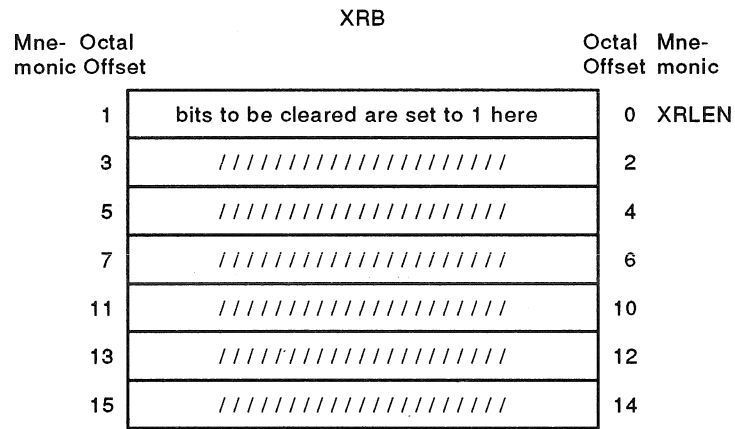 XRB
Mne- Octal Octal Mne-
monic Offset Offset monic
1 bits to be cleared are set to 1 here 0 XRLEN
3 / / / / / / / / / / / / / / / / / / / / / 2
5 / / / / / / / / / / / / / / / / / / / / / 4
7 / / / / / / / / / / / / / / / / / / / / / 6
11 / / / / / / / / / / / / / / / / / / / / / 10
13 / / / / / / / / / / / / / / / / / / / / / 12
15 / / / / / / / / / / / / / / / / / / / / / 14